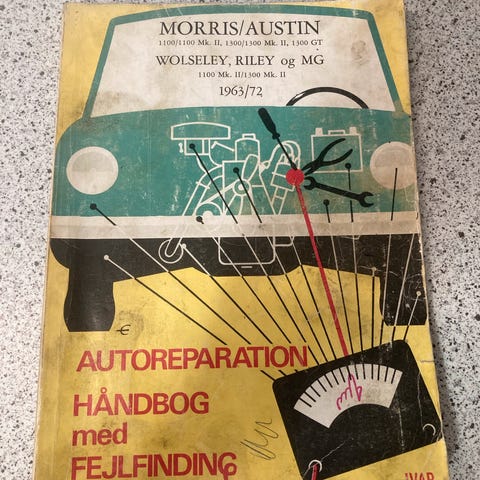 MORRIS/AUSTIN
1100/1100 Mk. II, 1300/1300 Mk. II, 1300 GT
WOLSELEY, RILEY og MG
1100 Mk. II/1300 Mk. II
1963/72
€
AUTOREPARATION
HÅNDBOG
med
FEJLFINDING
IVAR